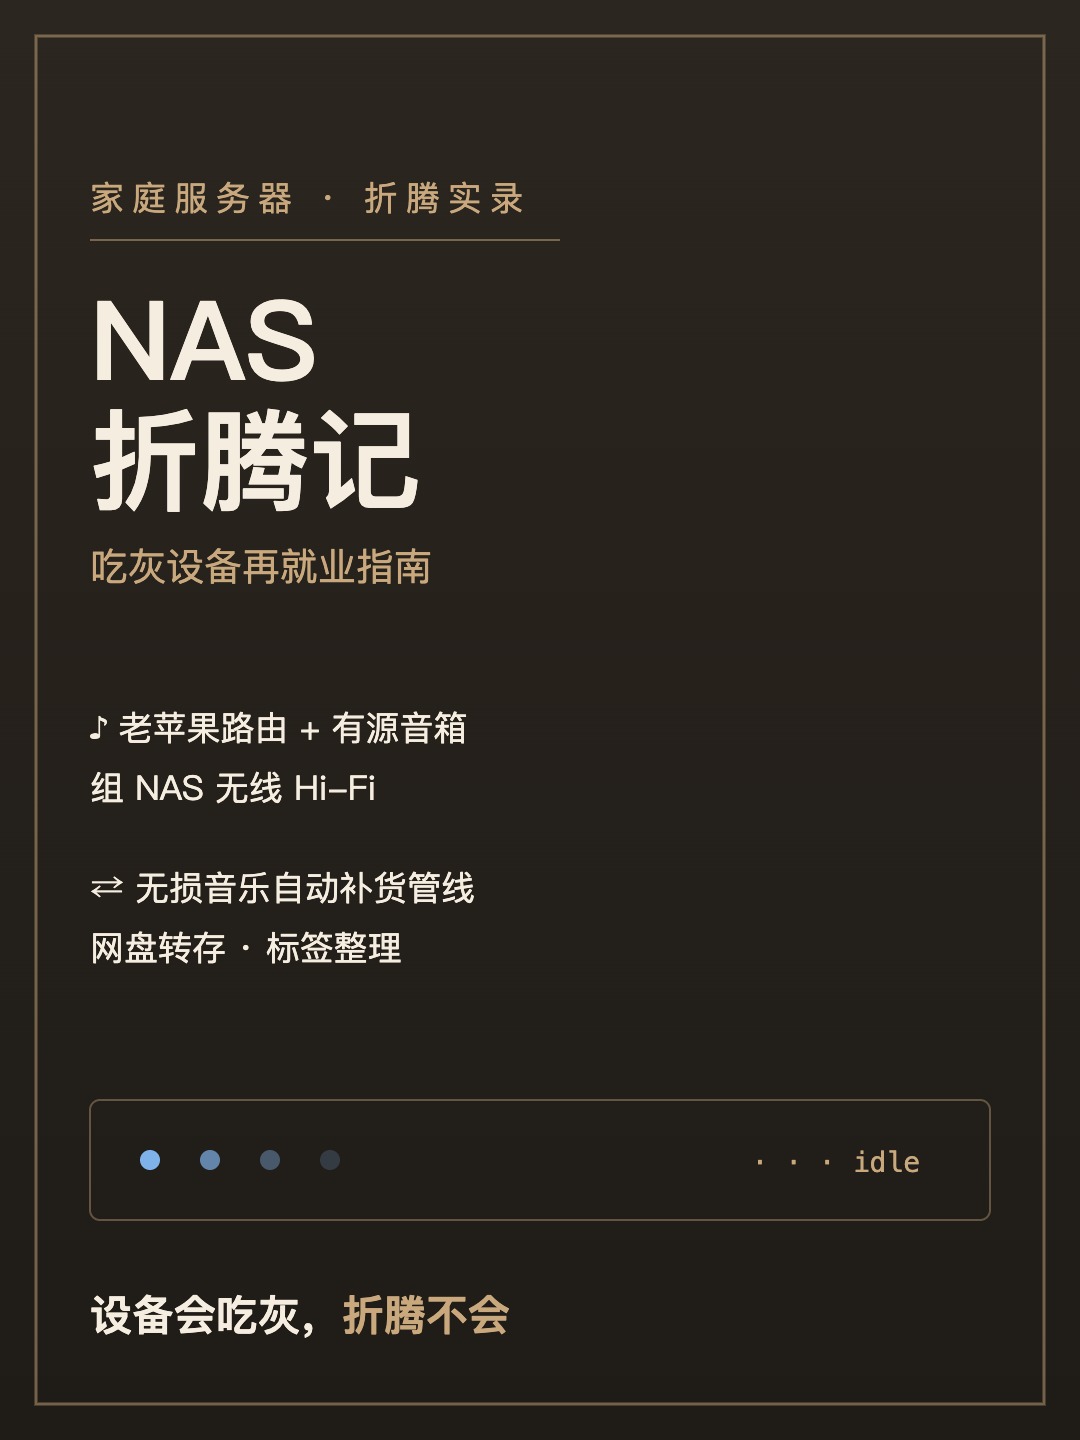 家庭服务器 · 折腾实录
NAS
折腾记
吃灰设备再就业指南
♪ 老苹果路由 + 有源音箱
组 NAS 无线 Hi-Fi
⇄ 无损音乐自动补货管线
网盘转存 · 标签整理
· · · idle
设备会吃灰，折腾不会